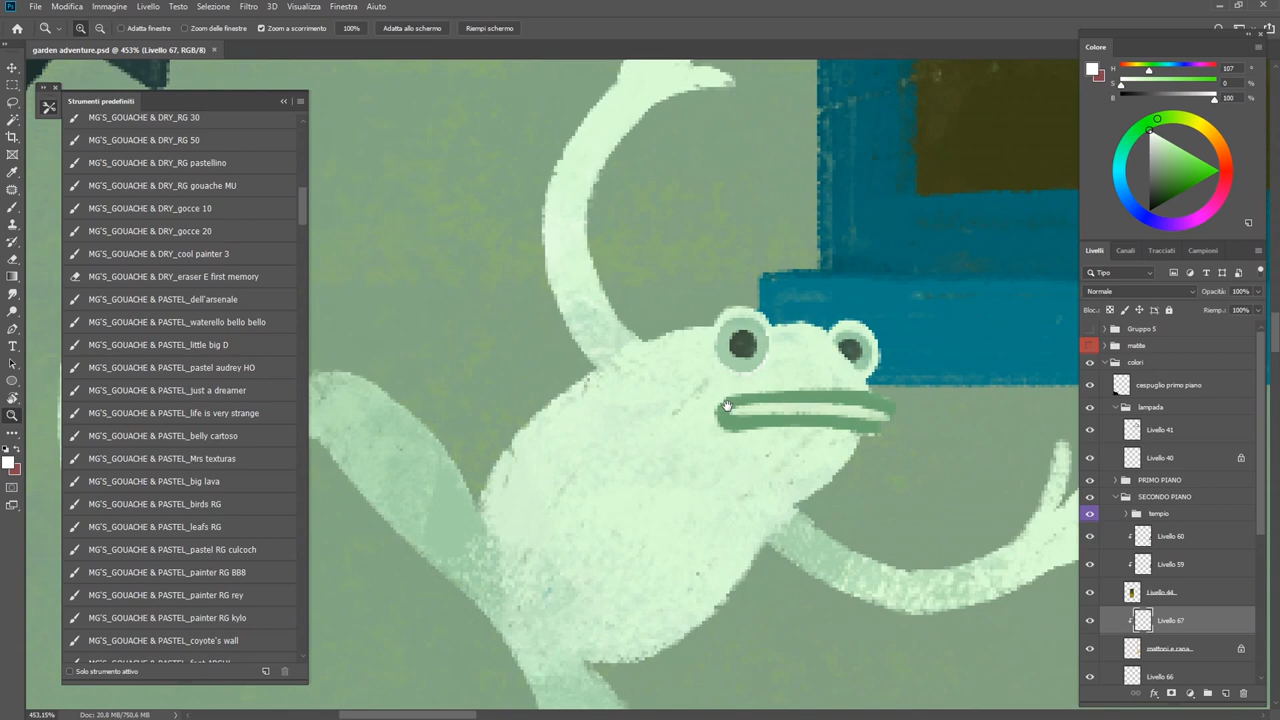 File Modifica Immagine Livello Testo Selezione Filtro 3D Visualizza Finestra Aiuto
Adatta finestre Zoom delle finestre Zoom a scorrimento 100% Adatta allo schermo Riempi schermo
garden adventure.psd @ 453% (Livello 67, RGB/8)
Strumenti predefiniti
MG'S_GOUACHE & DRY_RG 30
MG'S_GOUACHE & DRY_RG 50
MG'S_GOUACHE & DRY_RG pastellino
MG'S_GOUACHE & DRY_RG gouache MU
MG'S_GOUACHE & DRY_gocce 10
MG'S_GOUACHE & DRY_gocce 20
MG'S_GOUACHE & DRY_cool painter 3
MG'S_GOUACHE & DRY_eraser E first memory
MG'S_GOUACHE & PASTEL_dell'arsenale
MG'S_GOUACHE & PASTEL_waterello bello bello
MG'S_GOUACHE & PASTEL_little big D
MG'S_GOUACHE & PASTEL_pastel audrey HO
MG'S_GOUACHE & PASTEL_just a dreamer
MG'S_GOUACHE & PASTEL_life is very strange
MG'S_GOUACHE & PASTEL_belly cartoso
MG'S_GOUACHE & PASTEL_Mrs texturas
MG'S_GOUACHE & PASTEL_big lava
MG'S_GOUACHE & PASTEL_birds RG
MG'S_GOUACHE & PASTEL_leafs RG
MG'S_GOUACHE & PASTEL_pastel RG culcoch
MG'S_GOUACHE & PASTEL_painter RG BB8
MG'S_GOUACHE & PASTEL_painter RG rey
MG'S_GOUACHE & PASTEL_painter RG kylo
MG'S_GOUACHE & PASTEL_coyote's wall
Solo strumento attivo
453,15% Doc: 20,8 MB/750,6 MB
Colore
H 107 °
S 0 %
B 100 %
Livelli Canali Tracciati Campioni
Tipo
Normale Opacità: 100%
Bloc.: Riemp.: 100%
Gruppo 5
matite
colori
cespuglio primo piano
lampada
Livello 41
Livello 40
PRIMO PIANO
SECONDO PIANO
tempio
Livello 60
Livello 59
Livello 44
Livello 67
mattoni e rana
Livello 66